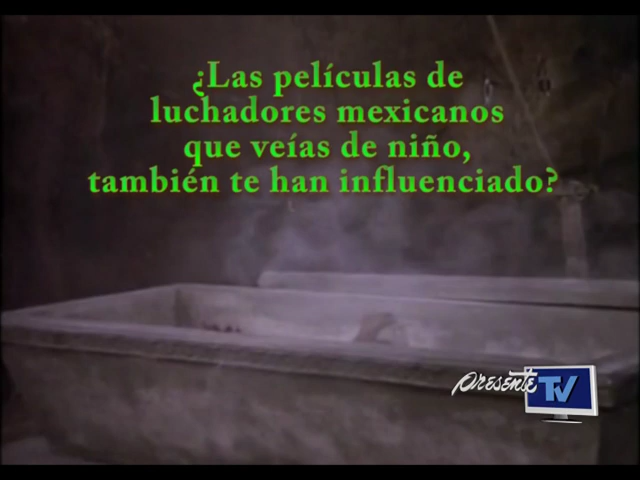 ¿Las películas de
luchadores mexicanos
que veías de niño,
también te han influenciado?
presente TV